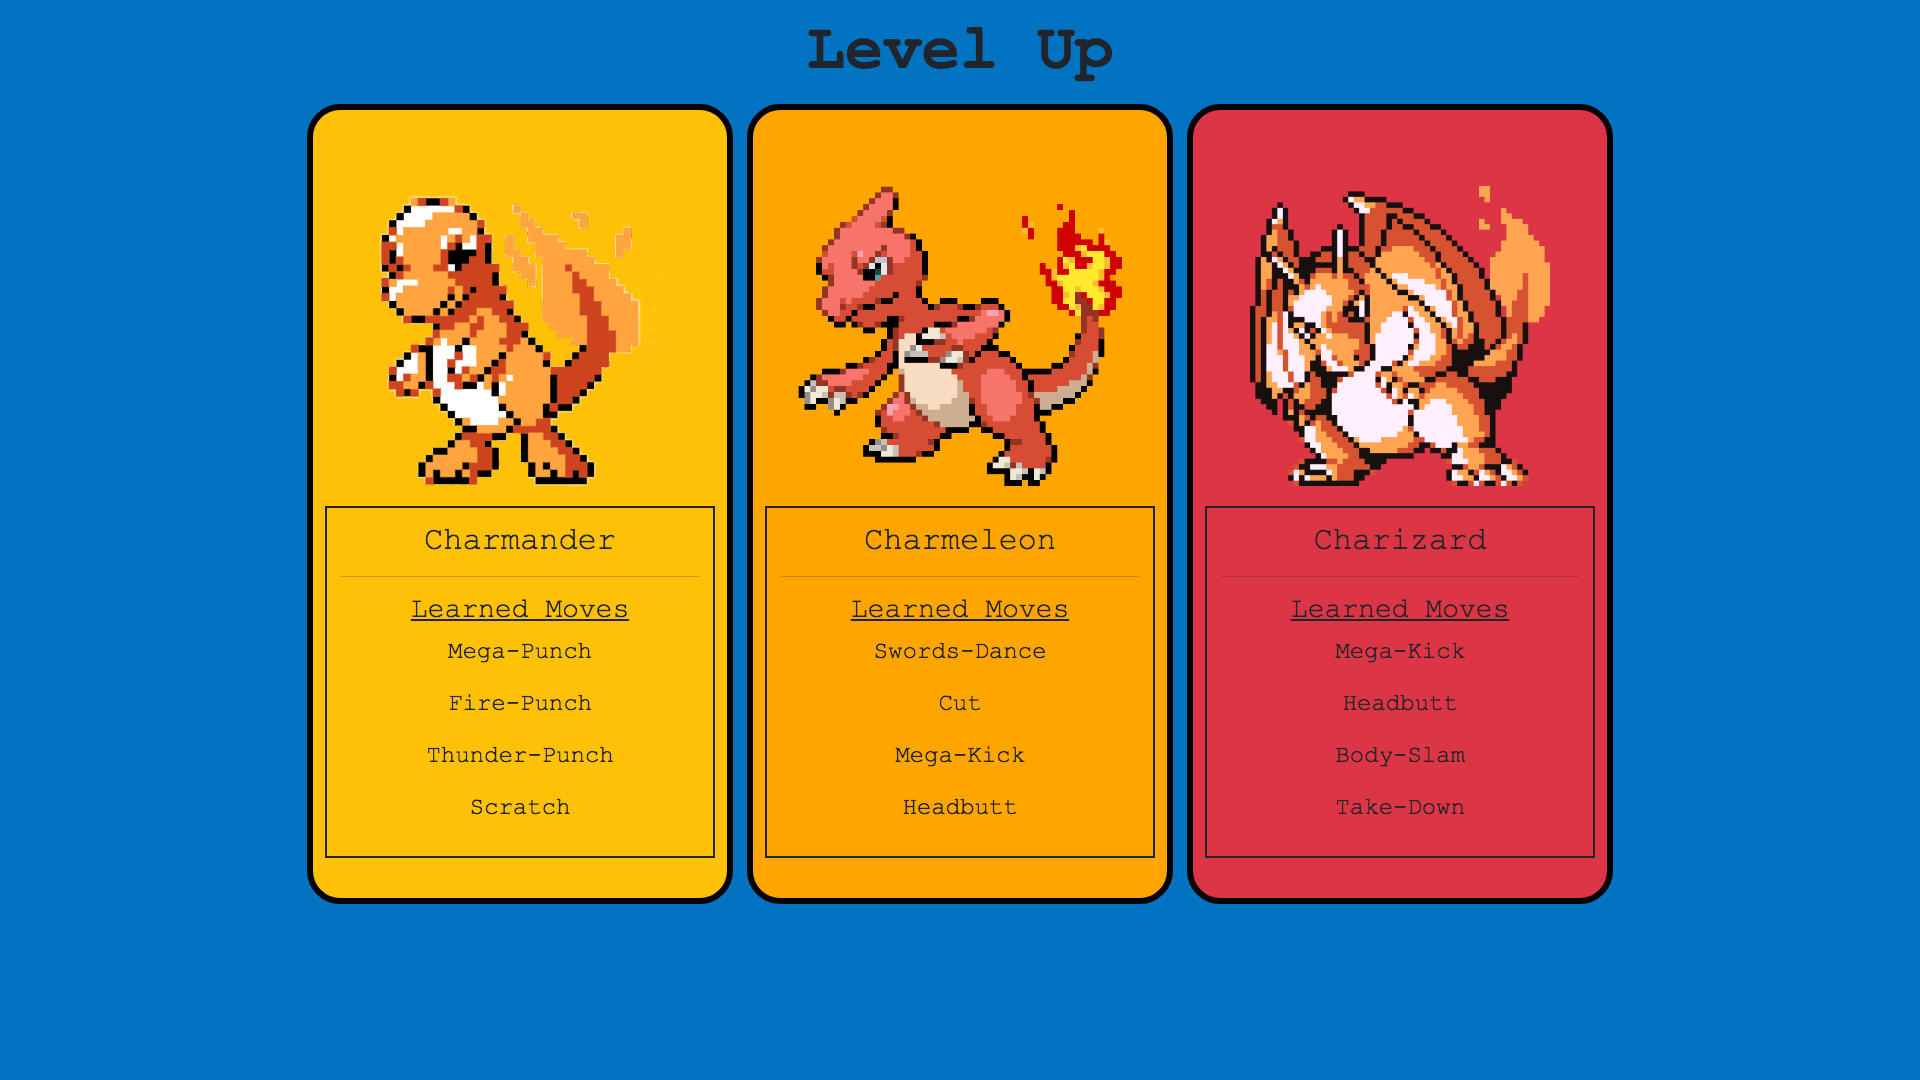 Level Up
Charmander
Learned Moves
Mega-Punch
Fire-Punch
Thunder-Punch
Scratch
Charmeleon
Learned Moves
Swords-Dance
Cut
Mega-Kick
Headbutt
Charizard
Learned Moves
Mega-Kick
Headbutt
Body-Slam
Take-Down